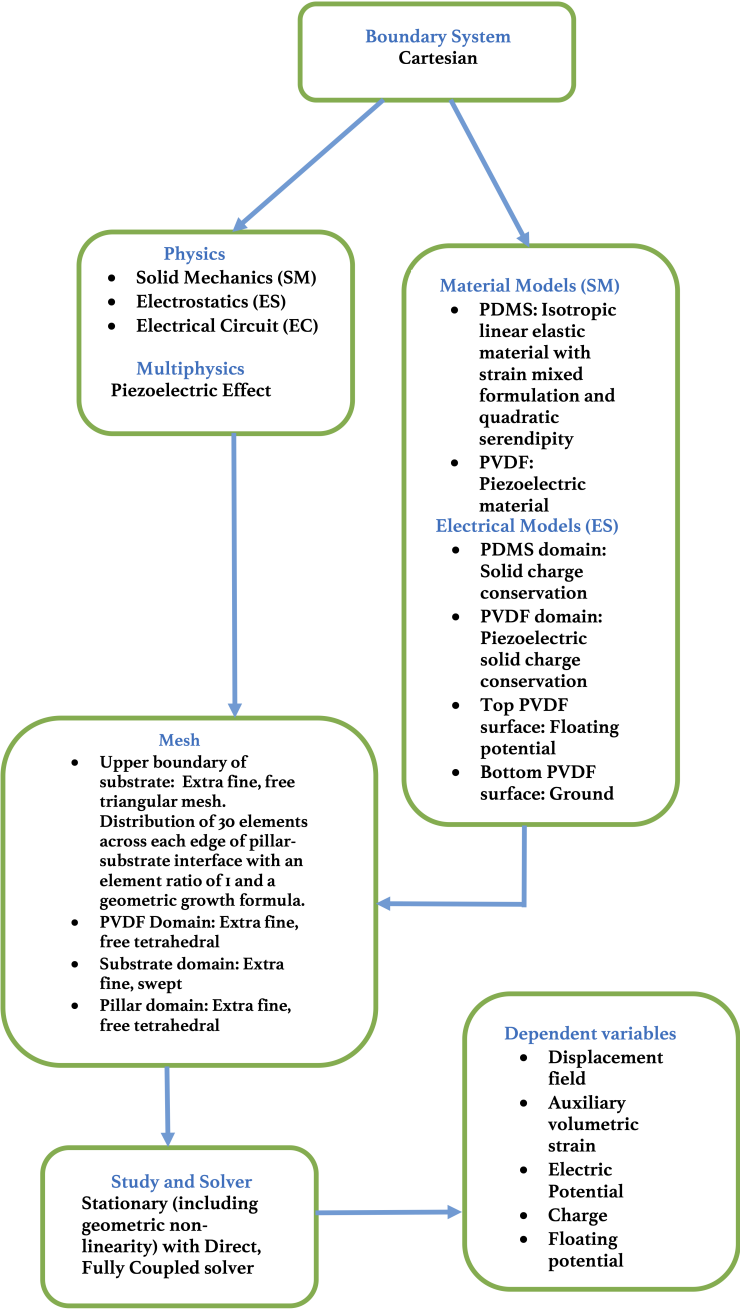 Boundary System
Cartesian
Physics
• Solid Mechanics (SM)
• Electrostatics (ES)
• Electrical Circuit (EC)
Multiphysics
Piezoelectric Effect
Material Models (SM)
• PDMS: Isotropic
linear elastic
material with
strain mixed
formulation and
quadratic
serendipity
• PVDF:
Piezoelectric
material
Electrical Models (ES)
• PDMS domain:
Solid charge
conservation
• PVDF domain:
Piezoelectric
solid charge
conservation
• Top PVDF
surface: Floating
potential
• Bottom PVDF
surface: Ground
Mesh
• Upper boundary of
substrate: Extra fine, free
triangular mesh.
Distribution of 30 elements
across each edge of pillar-
substrate interface with an
element ratio of 1 and a
geometric growth formula.
• PVDF Domain: Extra fine,
free tetrahedral
• Substrate domain: Extra
fine, swept
• Pillar domain: Extra fine,
free tetrahedral
Study and Solver
Stationary (including
geometric non-
linearity) with Direct,
Fully Coupled solver
Dependent variables
• Displacement
field
• Auxiliary
volumetric
strain
• Electric
Potential
• Charge
• Floating
potential